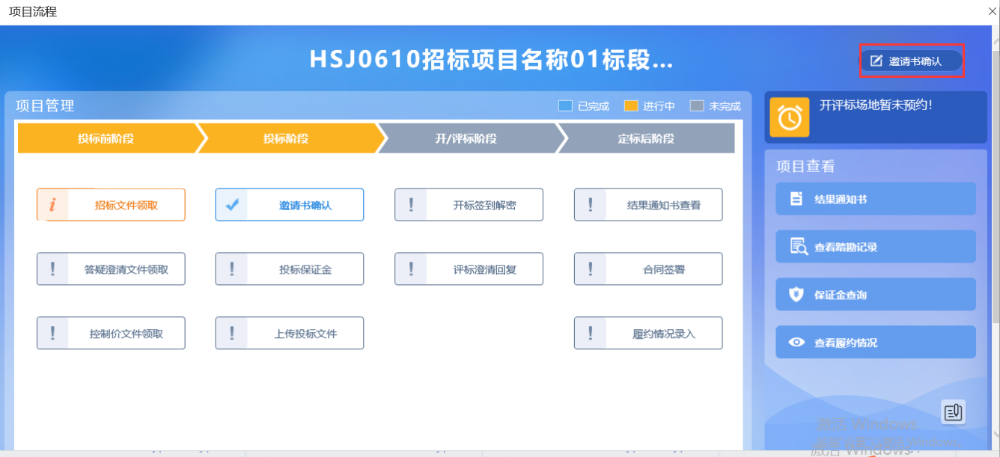 项目流程
HSJ0610招标项目名称01标段...
邀请书确认
项目管理
已完成
进行中
未完成
开评标场地暂未预约!
投标前阶段
投标阶段
开/评标阶段
定标后阶段
项目查看
招标文件领取
邀请书确认
开标签到解密
结果通知书查看
结果通知书
答疑澄清文件领取
投标保证金
评标澄清回复
合同签署
查看踏勘记录
保证金查询
控制价文件领取
上传投标文件
履约情况录入
查看履约情况
激活 Windows
激活 Windows